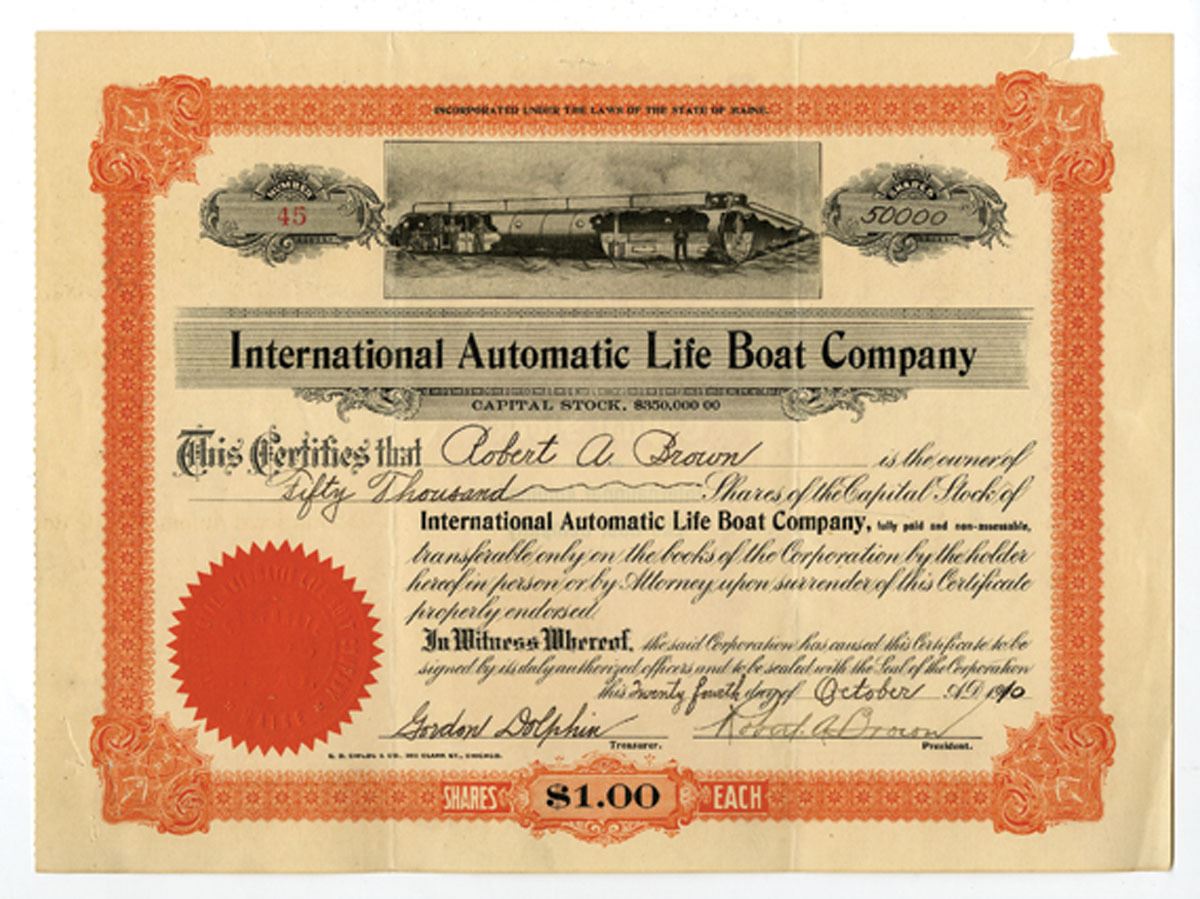 INCORPORATED UNDER THE LAWS OF THE STATE OF MAINE.
NUMBER
45
SHARES
50000
International Automatic Life Boat Company
CAPITAL STOCK, $350,000 00
This Certifies that Robert A. Brown is the owner of
Fifty Thousand Shares of the Capital Stock of
International Automatic Life Boat Company, fully paid and non-assessable,
transferable only on the books of the Corporation by the holder
hereof in person or by Attorney upon surrender of this Certificate
properly endorsed.
In Witness Whereof, the said Corporation has caused this Certificate to be
signed by its duly authorized officers and to be sealed with the Seal of the Corporation
this Twenty fourth day of October A.D. 1910
Gordon Dolphin Robert A Brown
Treasurer. President.
MAINE
SHARES $1.00 EACH